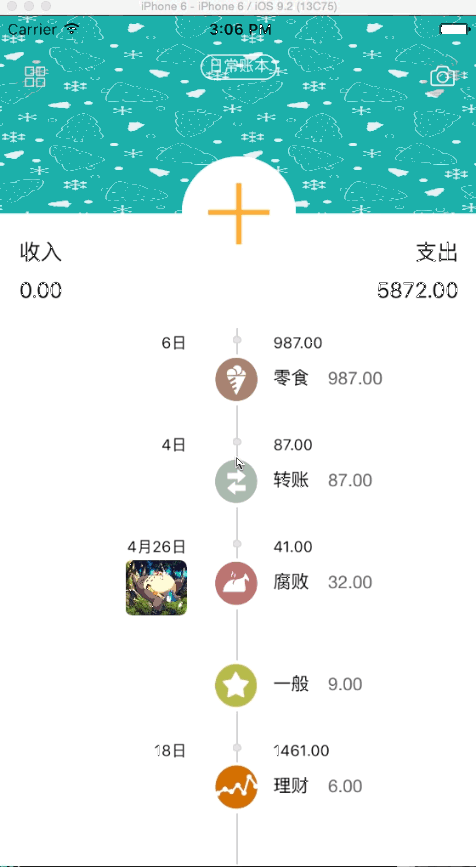 iPhone 6 - iPhone 6 / iOS 9.2 (13C75)
Carrier 3:06 PM
日常账本
收入 支出
0.00 5872.00
6日 987.00
零食 987.00
4日 87.00
转账 87.00
4月26日 41.00
腐败 32.00
一般 9.00
18日 1461.00
理财 6.00